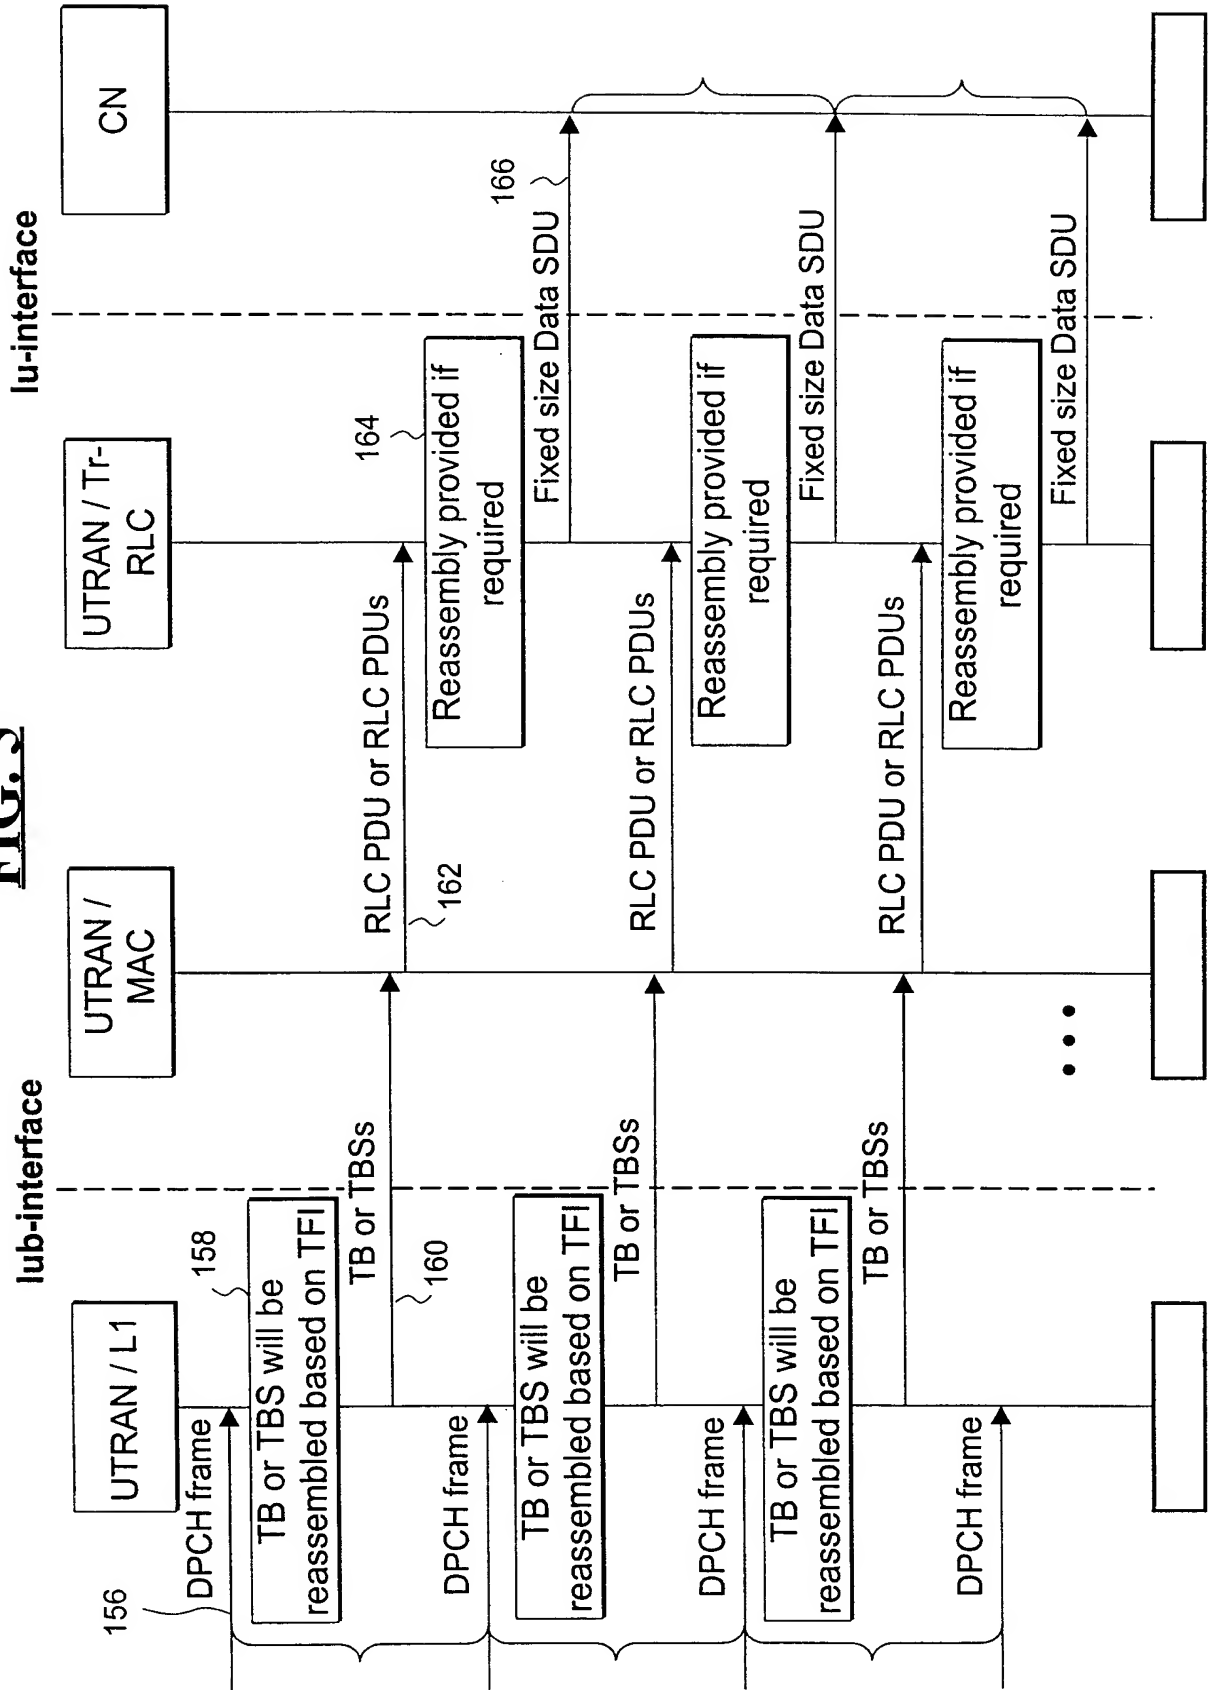 FIG.
Iub-interface
Iu-interface
UTRAN / L1
UTRAN /
MAC
UTRAN / Tr-
RLC
CN
156
DPCH frame
158
TB or TBS will be
reassembled based on TFI
TB or TBSs
160
RLC PDU or RLC PDUs
162
164
Reassembly provided if
required
Fixed size Data SDU
166
DPCH frame
TB or TBS will be
reassembled based on TFI
TB or TBSs
RLC PDU or RLC PDUs
Reassembly provided if
required
Fixed size Data SDU
DPCH frame
TB or TBS will be
reassembled based on TFI
TB or TBSs
RLC PDU or RLC PDUs
Reassembly provided if
required
Fixed size Data SDU
DPCH frame